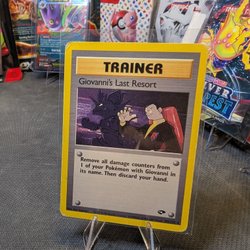 TRAINER
Giovanni's Last Resort
Remove all damage counters from
1 of your Pokémon with Giovanni in
its name. Then discard your hand.